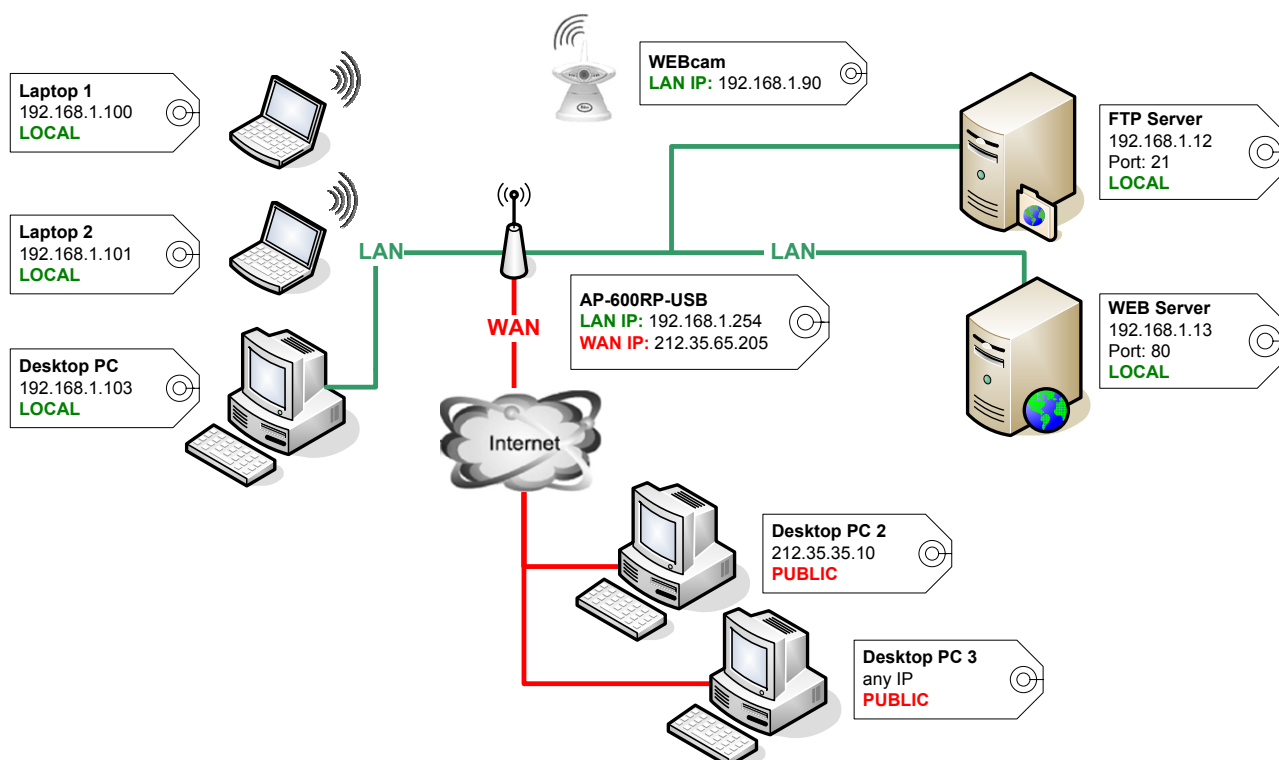 WEBcam
LAN IP: 192.168.1.90
Laptop 1
192.168.1.100
LOCAL
FTP Server
192.168.1.12
Port: 21
LOCAL
Laptop 2
192.168.1.101
LOCAL
LAN
LAN
AP-600RP-USB
LAN IP: 192.168.1.254
WAN IP: 212.35.65.205
WAN
WEB Server
192.168.1.13
Port: 80
LOCAL
Desktop PC
192.168.1.103
LOCAL
Internet
Desktop PC 2
212.35.35.10
PUBLIC
Desktop PC 3
any IP
PUBLIC